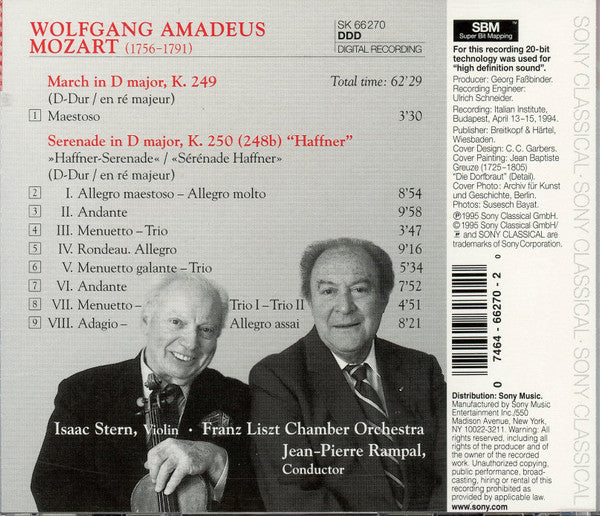 WOLFGANG AMADEUS
MOZART (1756–1791)
SK 66270
DDD
DIGITAL RECORDING
March in D major, K. 249
Total time: 62'29
(D-Dur / en ré majeur)
1 Maestoso 3'30
Serenade in D major, K. 250 (248b) “Haffner”
»Haffner-Serenade« / «Sérénade Haffner»
(D-Dur / en ré majeur)
2 I. Allegro maestoso – Allegro molto 8'54
3 II. Andante 9'58
4 III. Menuetto – Trio 3'47
5 IV. Rondeau. Allegro 9'16
6 V. Menuetto galante – Trio 5'34
7 VI. Andante 7'52
8 VII. Menuetto – Trio I – Trio II 4'51
9 VIII. Adagio – Allegro assai 8'21
Isaac Stern, Violin · Franz Liszt Chamber Orchestra
Jean-Pierre Rampal,
Conductor
SBM
Super Bit Mapping
For this recording 20-bit
technology was used for
“high definition sound”.
Producer: Georg Faßbinder.
Recording Engineer:
Ulrich Schneider.
Recording: Italian Institute,
Budapest, April 13–15, 1994.
Publisher: Breitkopf & Härtel,
Wiesbaden.
Cover Design: C. C. Garbers.
Cover Painting: Jean Baptiste
Greuze (1725–1805)
“Die Dorfbraut” (Detail).
Cover Photo: Archiv für Kunst
und Geschichte, Berlin.
Photos: Susesch Bayat.
℗ 1995 Sony Classical GmbH.
© 1995 Sony Classical GmbH/
and SONY CLASSICAL are
trademarks of Sony Corporation.
0 7464-66270-2 0
Distribution: Sony Music.
Manufactured by Sony Music
Entertainment Inc./550
Madison Avenue, New York,
NY 10022-3211. Warning: All
rights reserved, including all
rights of the producer and of
the owner of the recorded
work. Unauthorized copying,
public performance, broad-
casting, hiring or rental of this
recording prohibited as
provided by applicable law.
www.sony.com
SONY CLASSICAL · SONY CLASSICAL · SONY CLASSICAL · SONY CLASSICAL